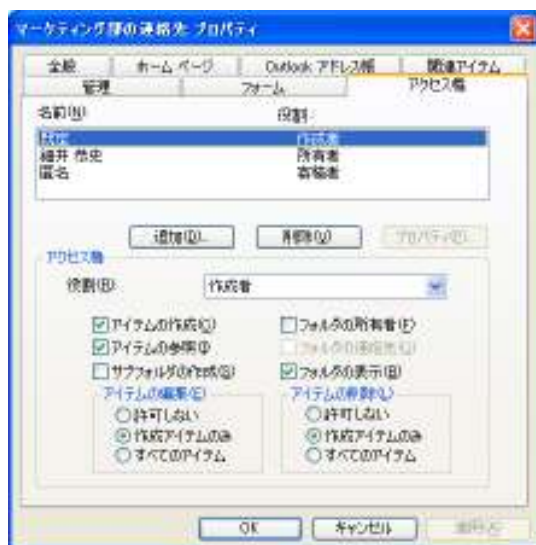 マーケティング部の連絡先 プロパティ
全般 ホーム ページ Outlook アドレス帳 関連アイテム
管理 フォーム アクセス権
名前(N) 役割:
既定 作成者
細井 恭史 所有者
匿名 寄稿者
追加(D)... 削除(V) プロパティ(P)
アクセス権
役割(R): 作成者
アイテムの作成(C) フォルダの所有者(F)
アイテムの参照(I) フォルダの連絡先(O)
サブフォルダの作成(S) フォルダの表示(B)
アイテムの編集(E) アイテムの削除(L)
許可しない 許可しない
作成アイテムのみ 作成アイテムのみ
すべてのアイテム すべてのアイテム
OK キャンセル 適用(A)